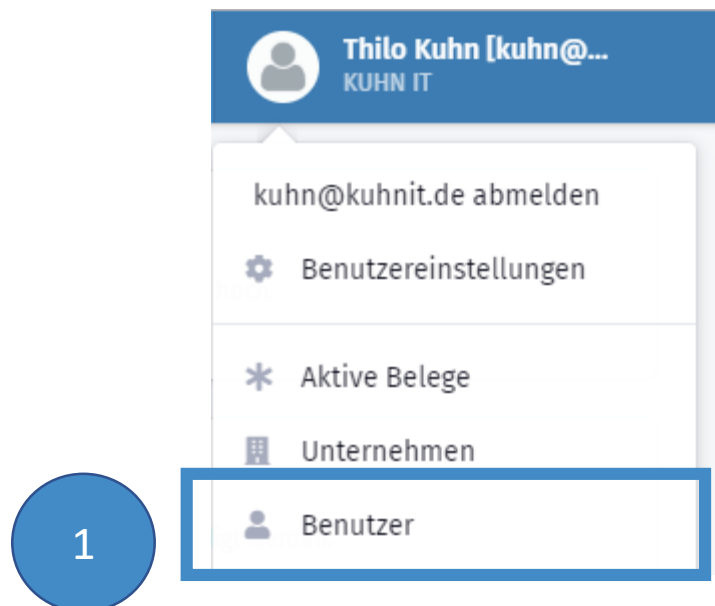 Thilo Kuhn [kuhn@...
KUHN IT
kuhn@kuhnit.de abmelden
Benutzereinstellungen
Aktive Belege
Unternehmen
Benutzer
1